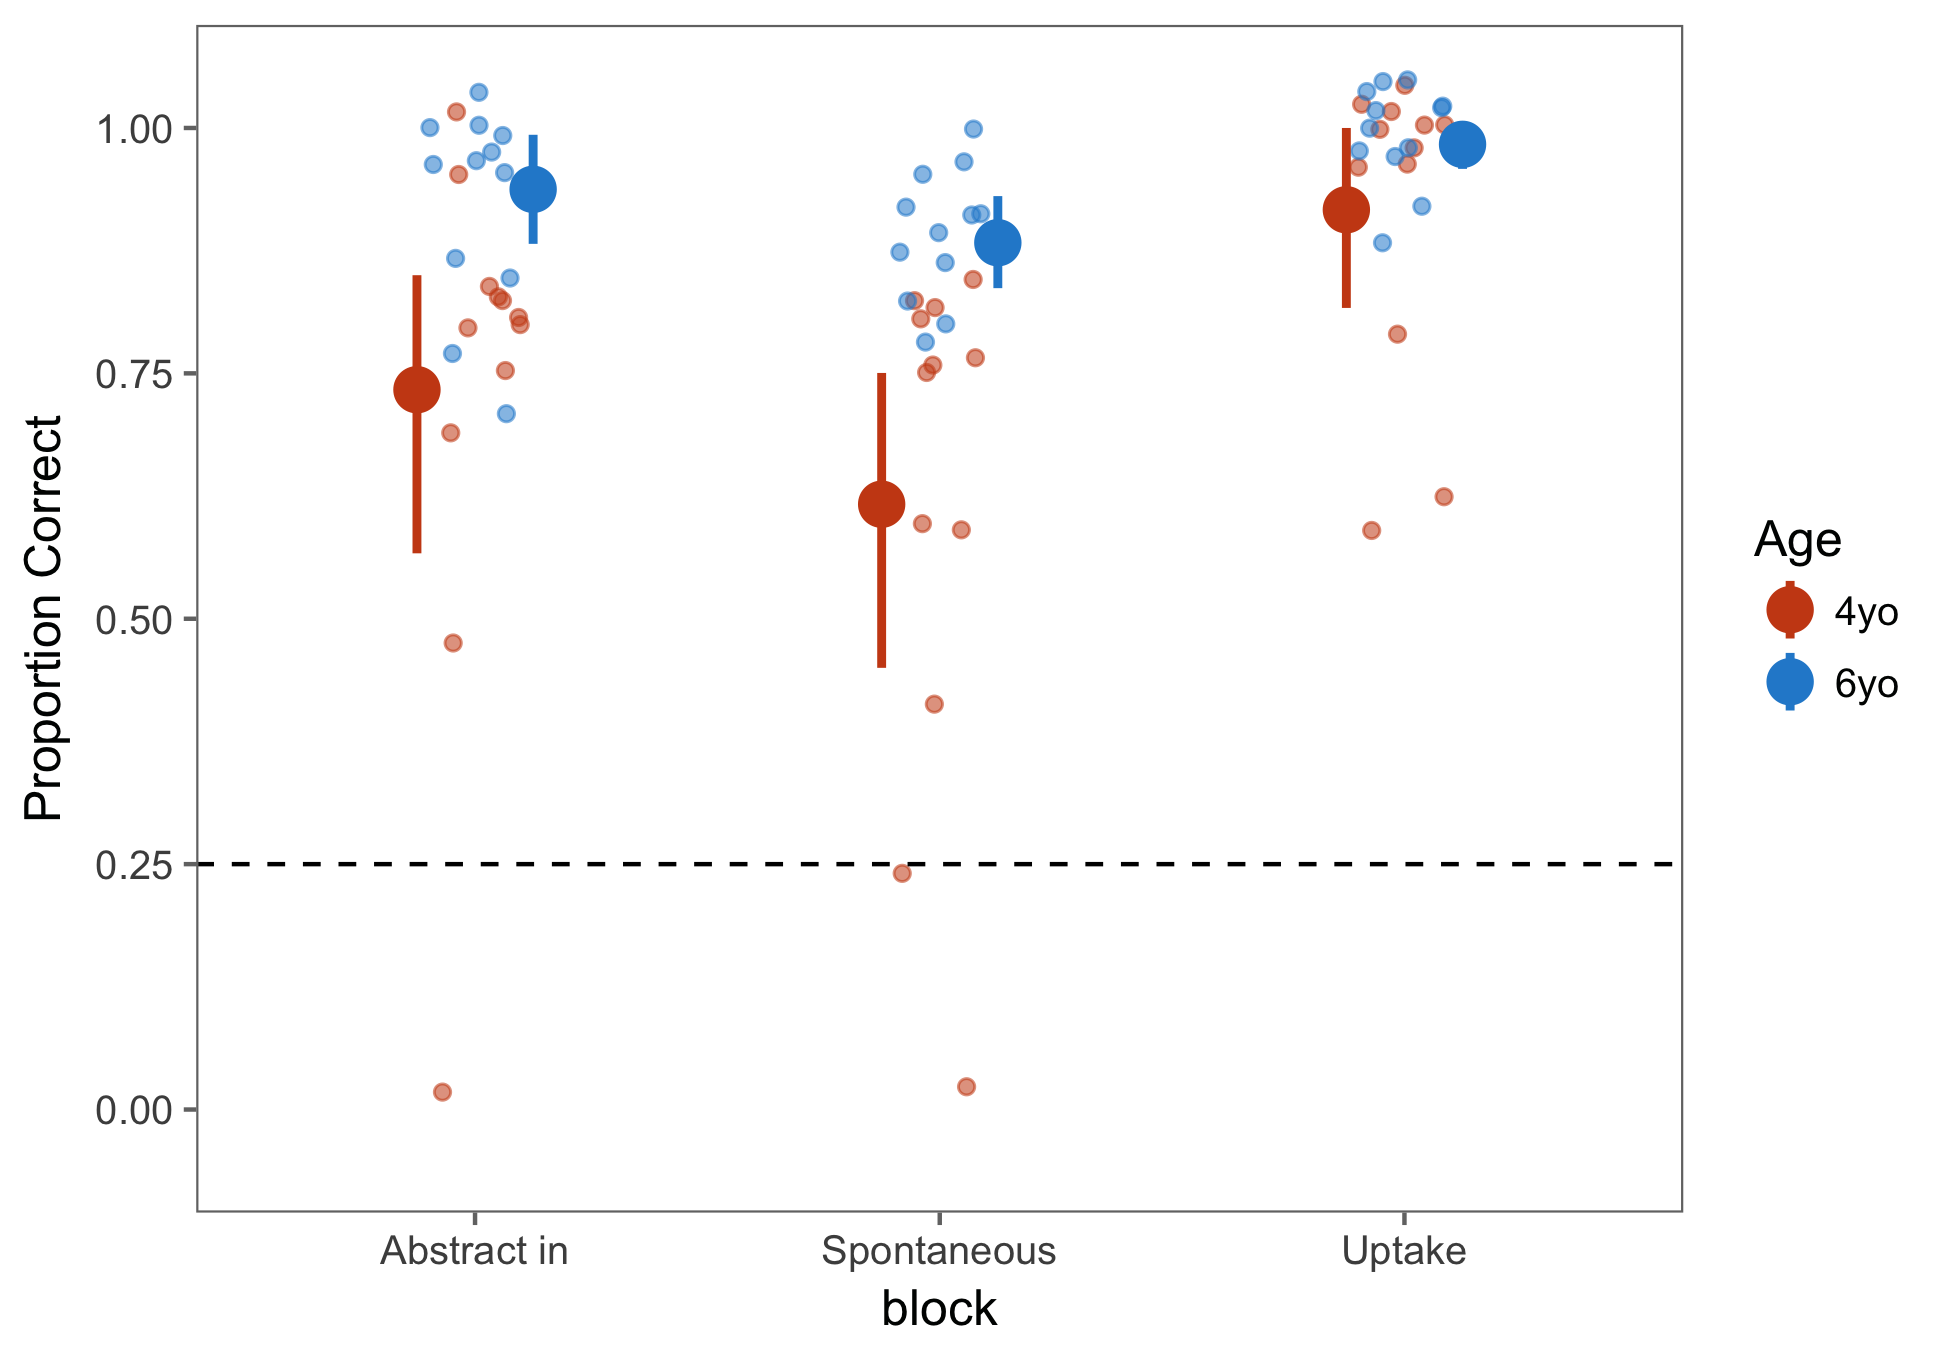 Proportion Correct
1.00
0.75
0.50
0.25
0.00
Abstract in
Spontaneous
Uptake
block
Age
4yo
6yo